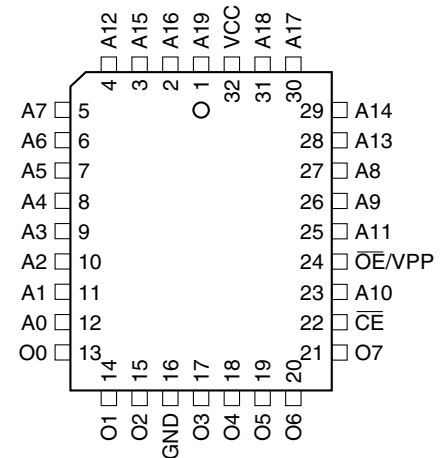 A12 A15 A16 A19 VCC A18 A17
4 3 2 1 32 31 30
A7 5 29 A14
A6 6 28 A13
A5 7 27 A8
A4 8 26 A9
A3 9 25 A11
A2 10 24 OE/VPP
A1 11 23 A10
A0 12 22 CE
O0 13 21 O7
14 15 16 17 18 19 20
O1 O2 GND O3 O4 O5 O6